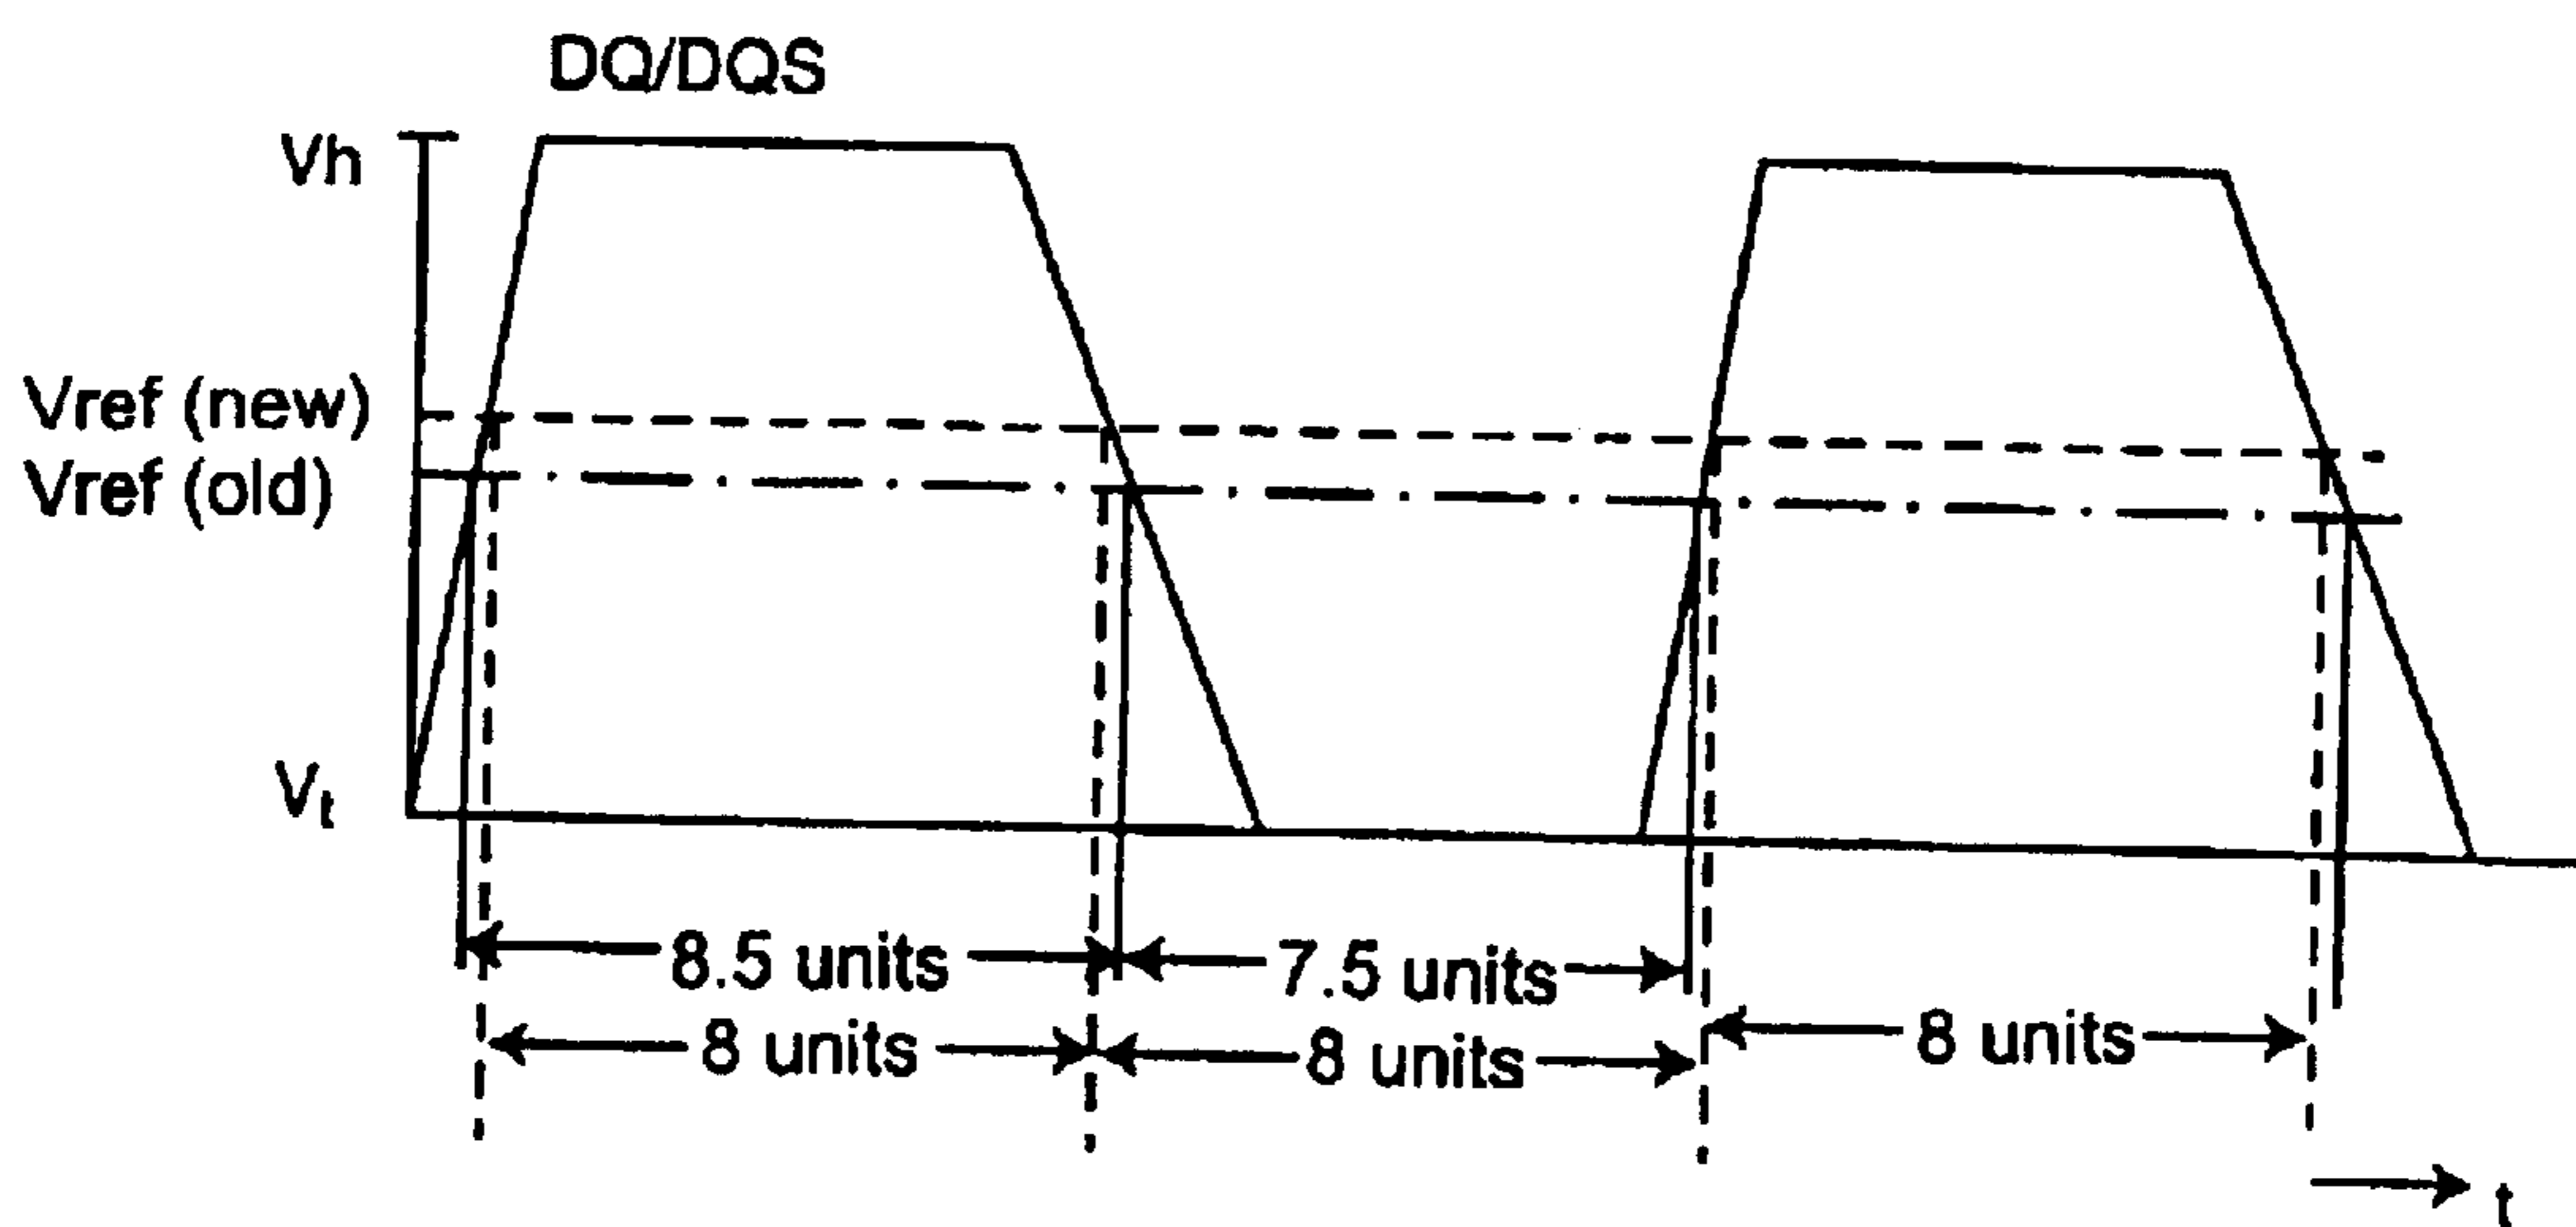 DQ/DQS
Vh
Vref (new)
Vref (old)
Vt
8.5 units
7.5 units
8 units
8 units
8 units
t